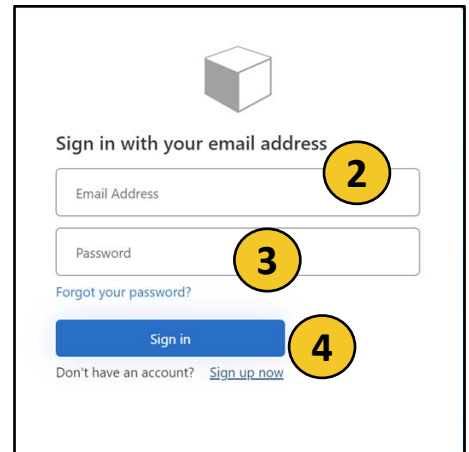 Sign in with your email address
2
Email Address
Password
3
Forgot your password?
Sign in
4
Don't have an account? Sign up now